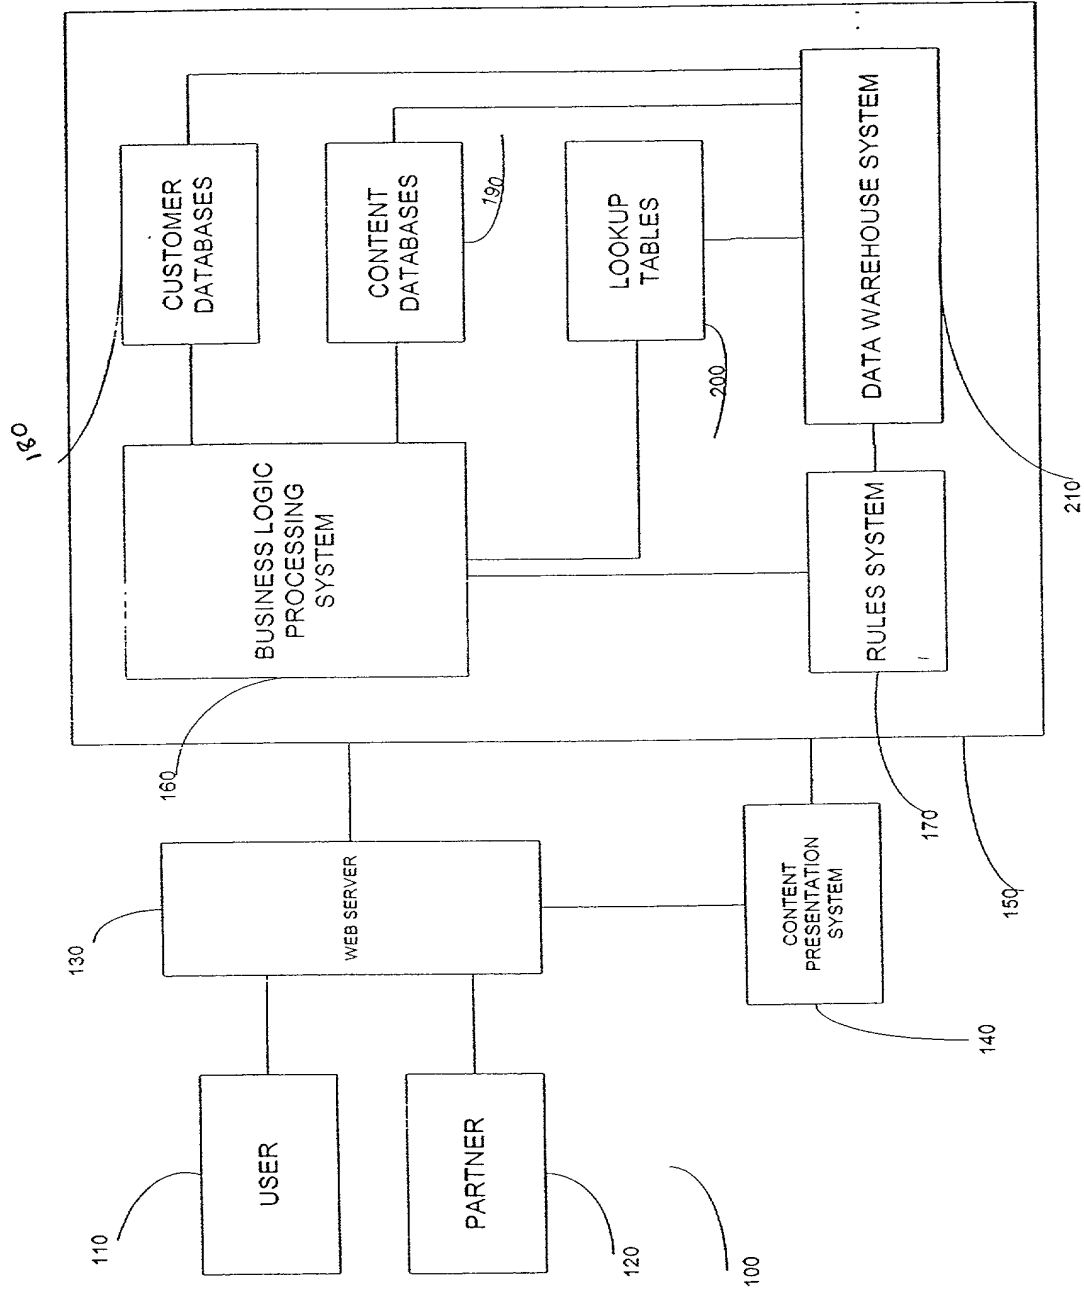 USER
110
PARTNER
120
100
WEB SERVER
130
CONTENT
PRESENTATION
SYSTEM
140
150
BUSINESS LOGIC
PROCESSING
SYSTEM
160
RULES SYSTEM
170
CUSTOMER
DATABASES
180
CONTENT
DATABASES
190
LOOKUP
TABLES
200
DATA WAREHOUSE SYSTEM
210